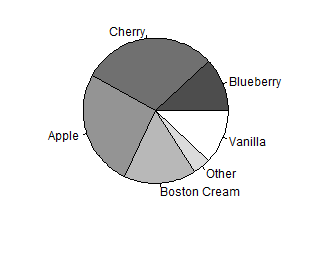 Cherry
Blueberry
Apple
Vanilla
Other
Boston Cream